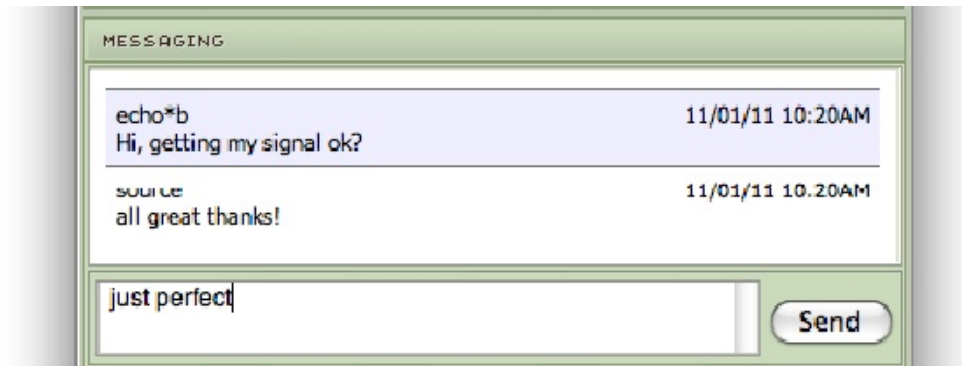 MESSAGING
echo*b 11/01/11 10:20AM
Hi, getting my signal ok?
source 11/01/11 10:20AM
all great thanks!
just perfect
Send